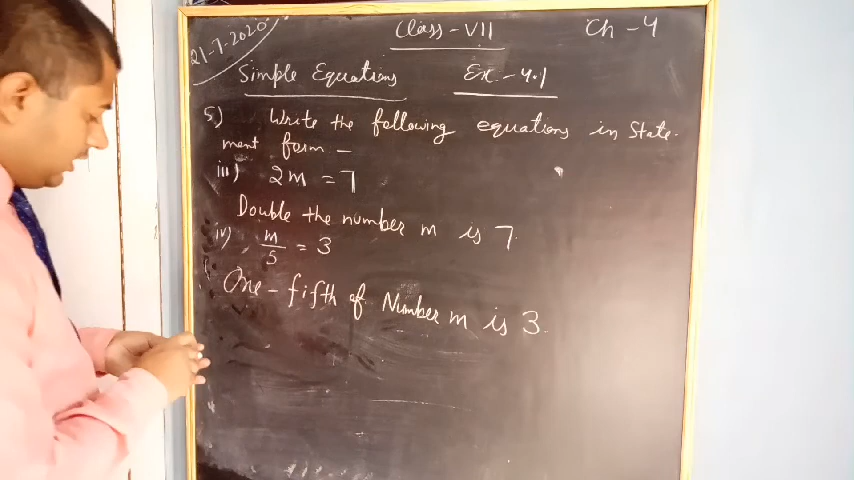 21-7-2020
Class-VII
Ch-4
Simple Equations
Ex.-4.1
5) Write the following equations in State-
ment form -
iii) 2m = 7
Double the number m is 7.
iv) m/5 = 3
One-fifth of Number m is 3.